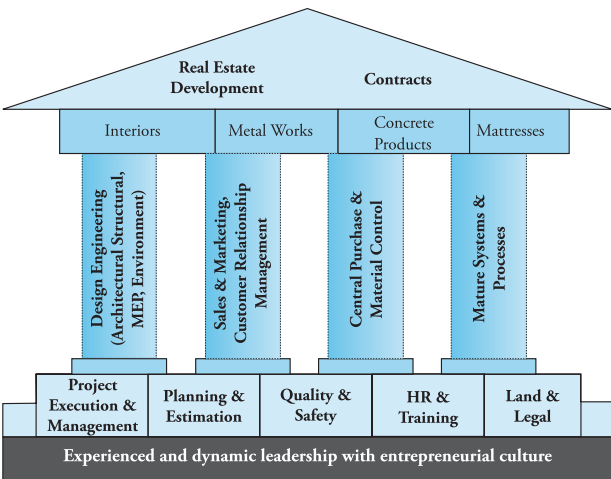 Real Estate
Development
Contracts
Interiors
Metal Works
Concrete
Products
Mattresses
Design Engineering
(Architectural Structural,
MEP, Environment)
Sales & Marketing,
Customer Relationship
Management
Central Purchase &
Material Control
Mature Systems &
Processes
Project
Execution &
Management
Planning &
Estimation
Quality &
Safety
HR &
Training
Land &
Legal
Experienced and dynamic leadership with entrepreneurial culture